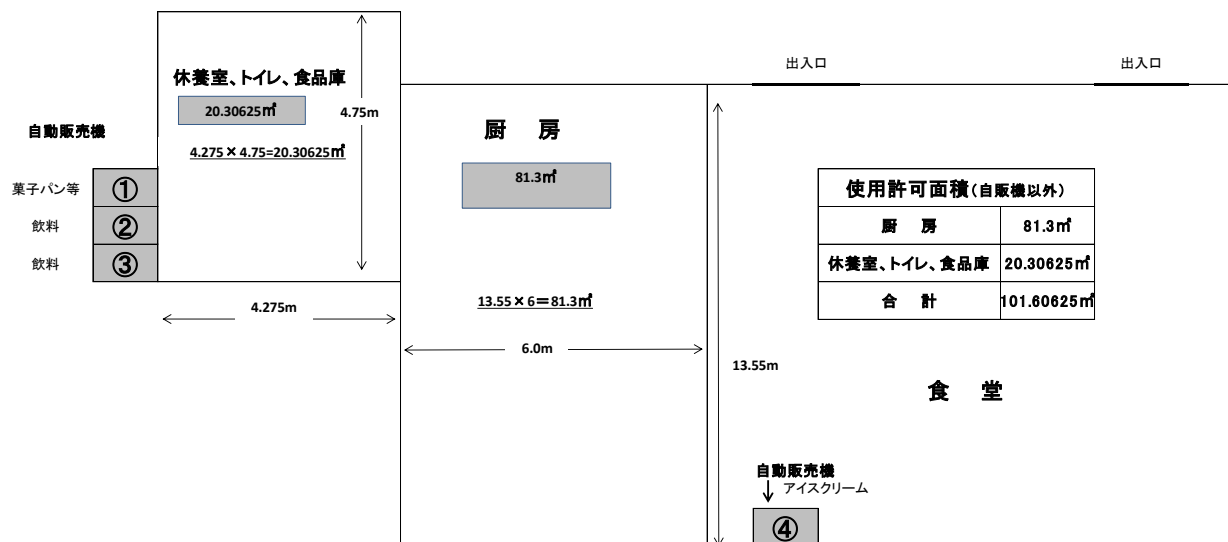 休養室、トイレ、食品庫
20.30625㎡
4.275×4.75=20.30625㎡
4.75m
自動販売機
菓子パン等
①
飲料
②
飲料
③
4.275m
厨 房
81.3㎡
13.55×6=81.3㎡
6.0m
13.55m
出入口
出入口
使用許可面積(自販機以外)
厨 房 81.3㎡
休養室、トイレ、食品庫 20.30625㎡
合 計 101.60625㎡
食 堂
自動販売機
アイスクリーム
④